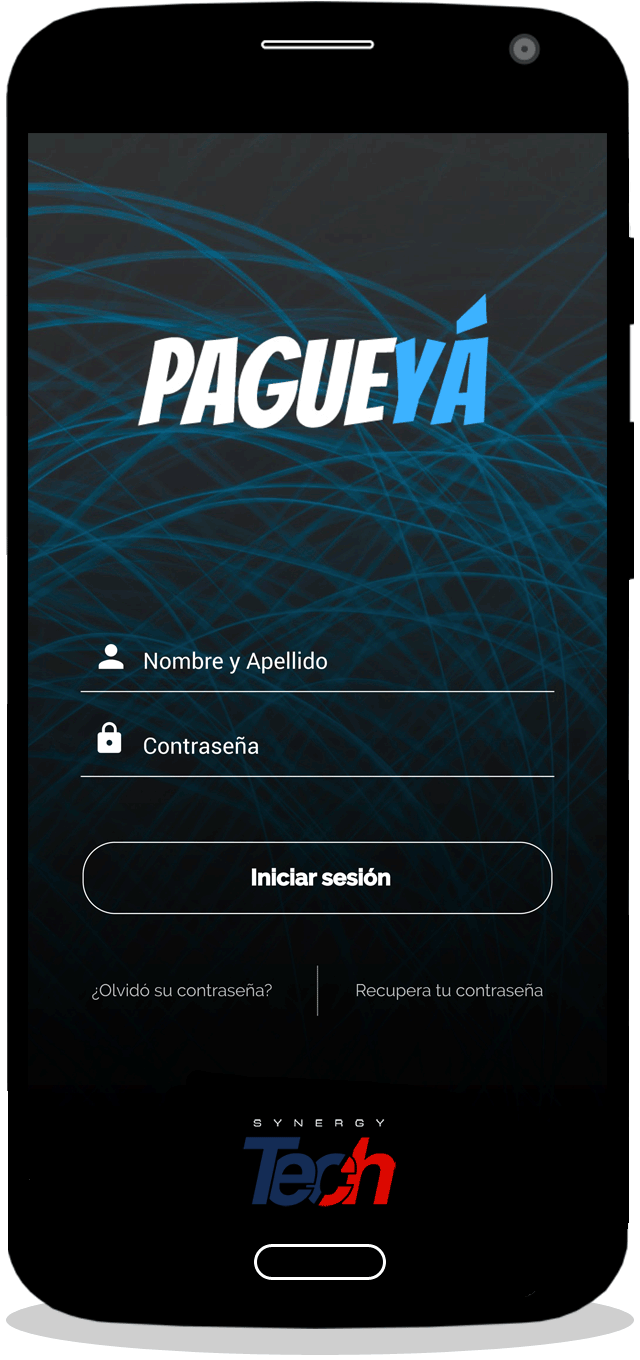 PAGUEYÁ
Nombre y Apellido
Contraseña
Iniciar sesión
¿Olvidó su contraseña?
Recupera tu contraseña
SYNERGY
Tech